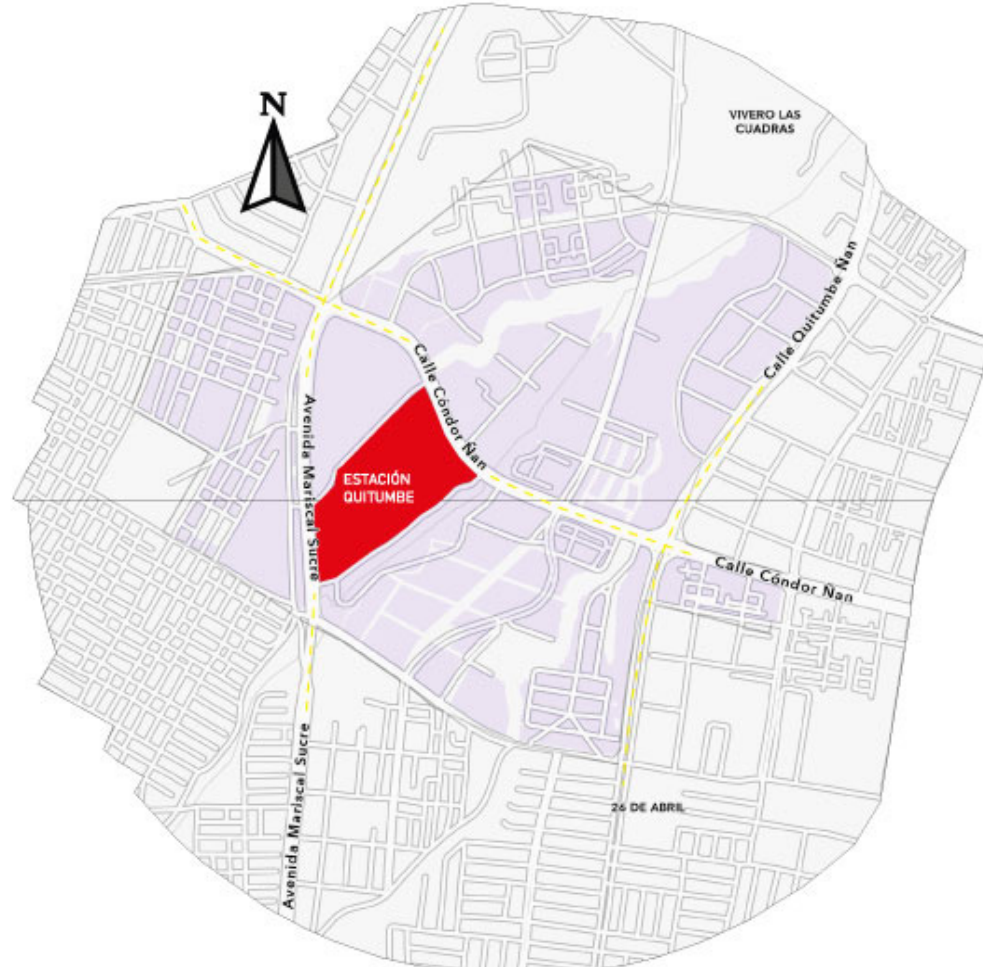 N
VIVERO LAS
CUADRAS
Calle Quitumbe Ñan
Calle Cóndor Ñan
Avenida Mariscal Sucre
ESTACIÓN
QUITUMBE
Calle Cóndor Ñan
Avenida Mariscal Sucre
26 DE ABRIL